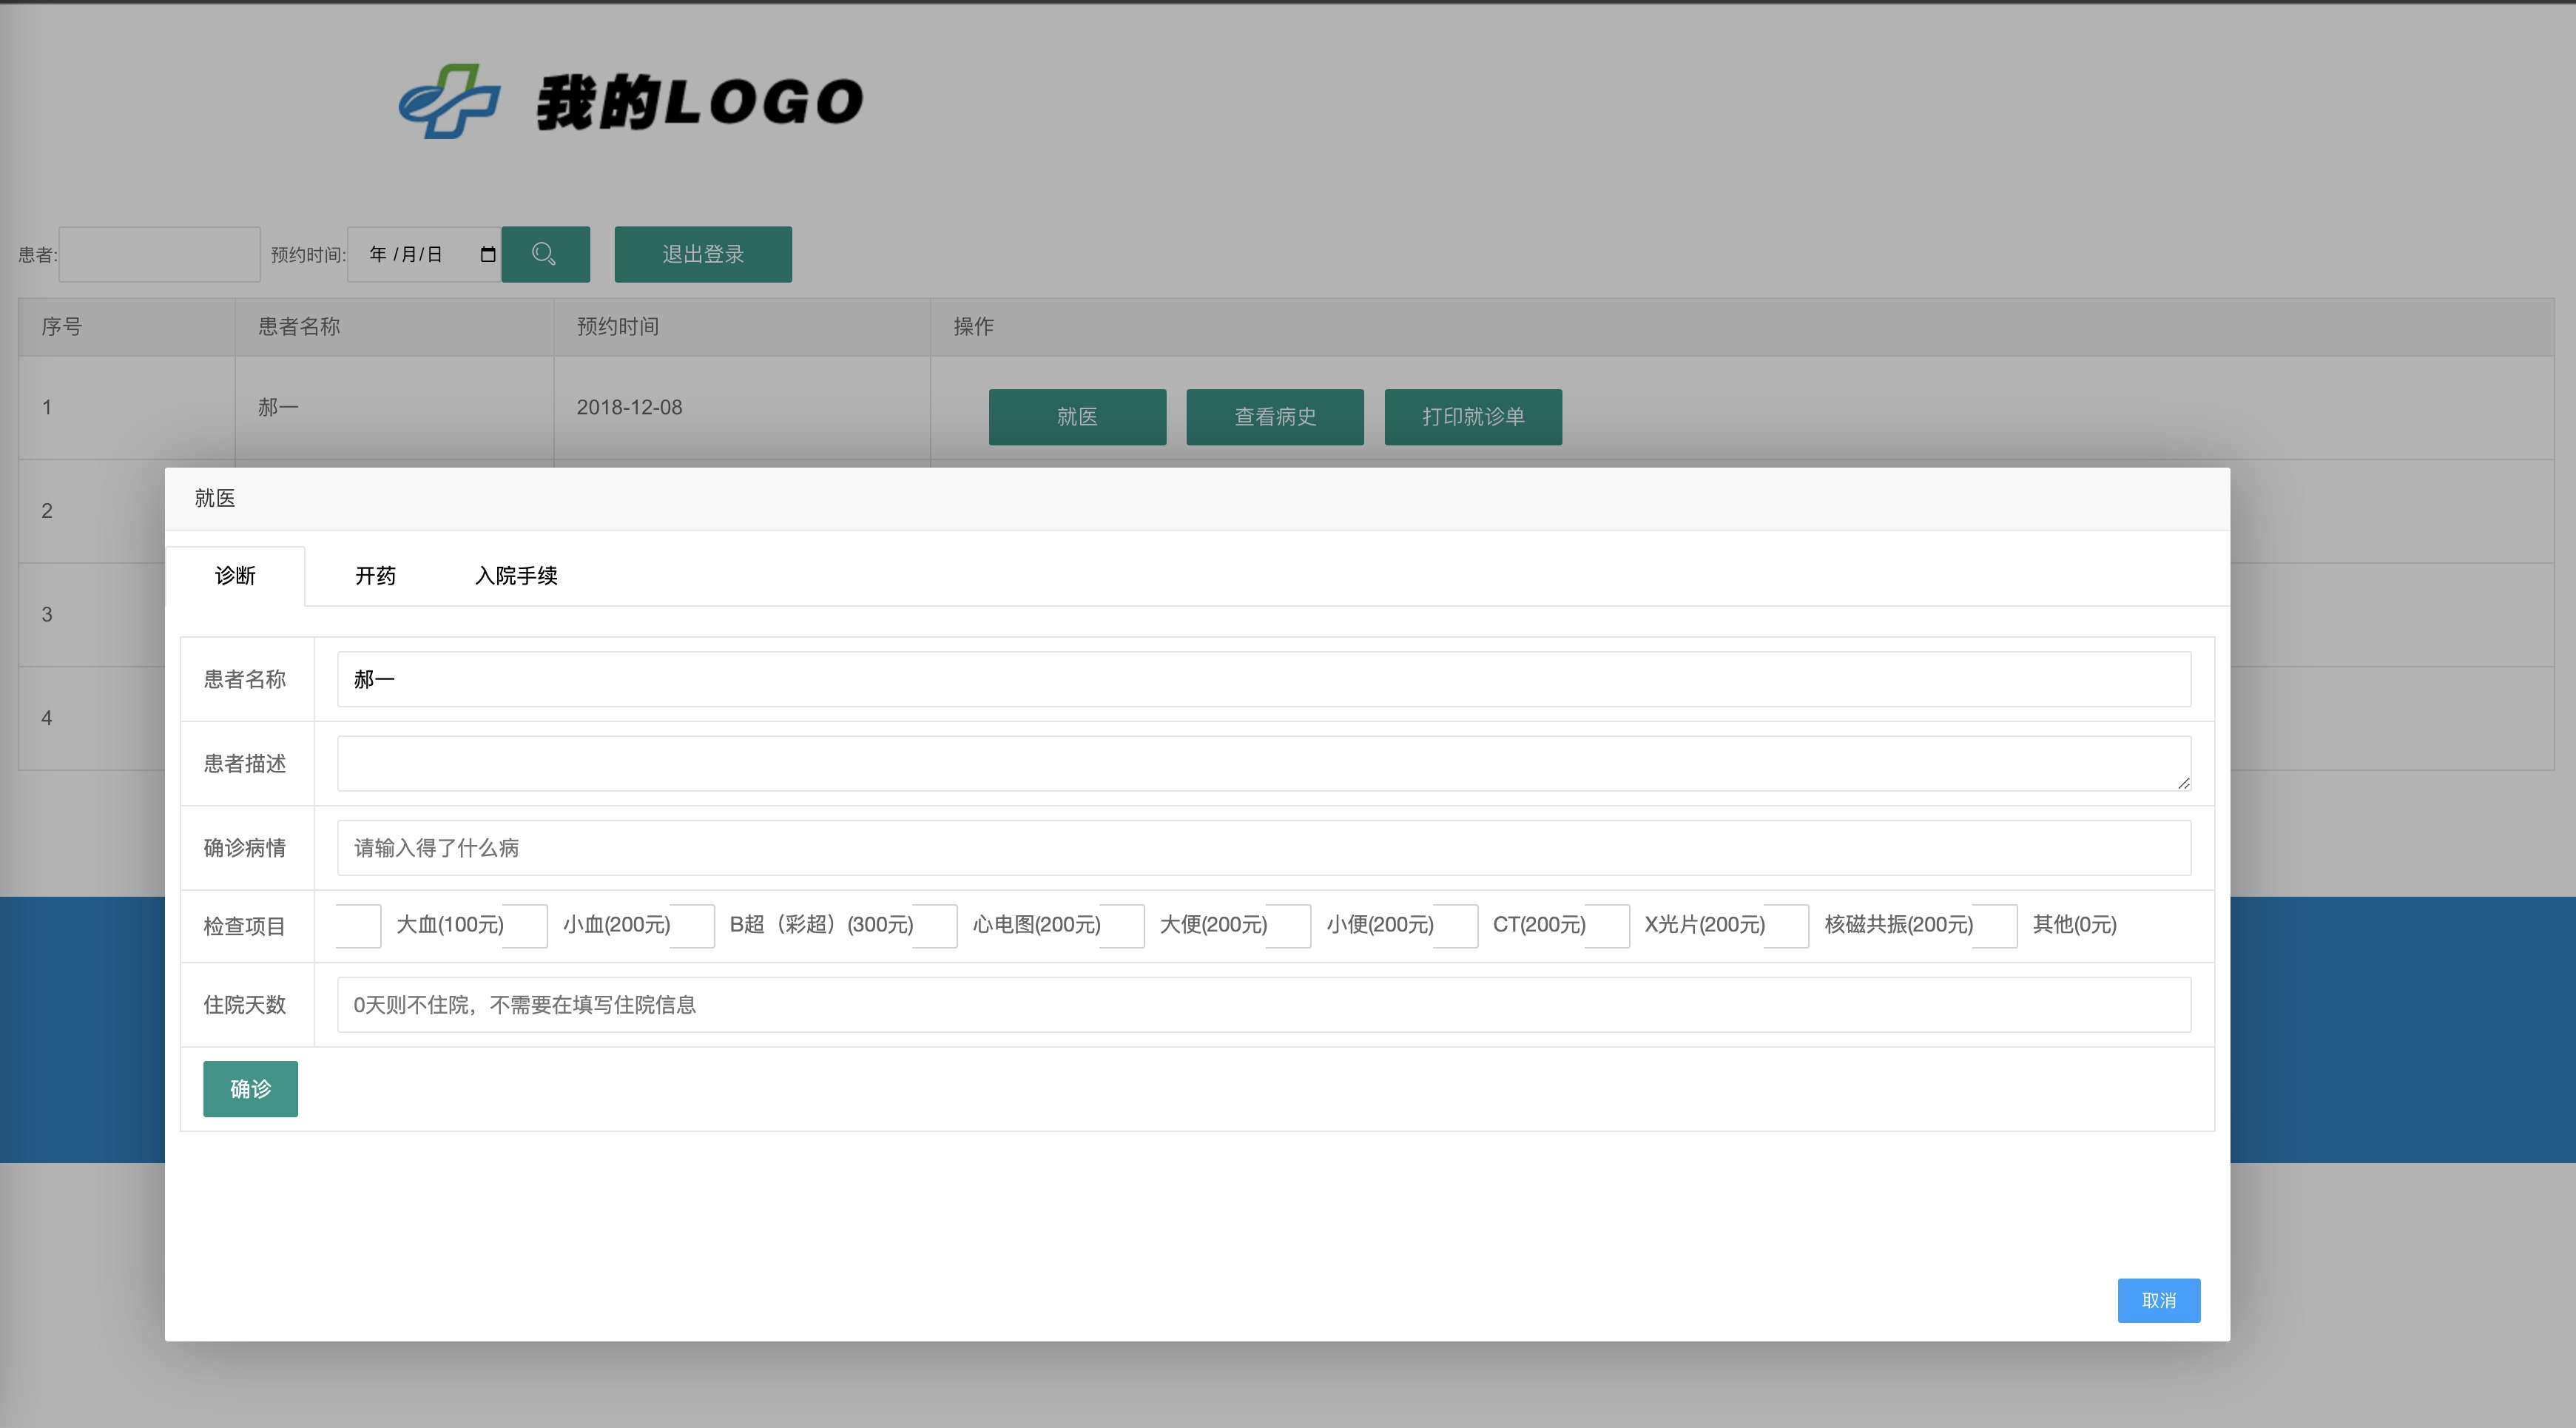 我的LOGO
患者: 预约时间: 年 /月/日 退出登录
序号 患者名称 预约时间 操作
1 郝一 2018-12-08 就医 查看病史 打印就诊单
2
3
4
就医
诊断 开药 入院手续
患者名称 郝一
患者描述
确诊病情 请输入得了什么病
检查项目 大血(100元) 小血(200元) B超（彩超）(300元) 心电图(200元) 大便(200元) 小便(200元) CT(200元) X光片(200元) 核磁共振(200元) 其他(0元)
住院天数 0天则不住院，不需要在填写住院信息
确诊
取消